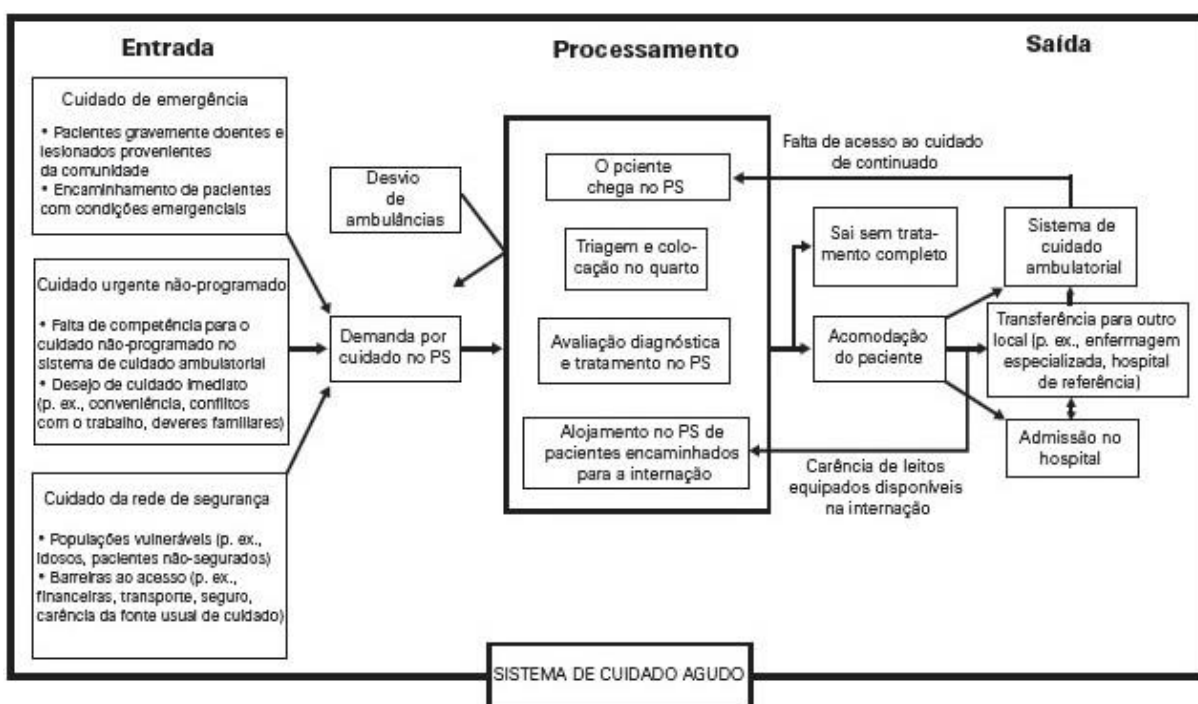 Entrada
Processamento
Saída
Cuidado de emergência
• Pacientes gravemente doentes e
lesionados provenientes
da comunidade
• Encaminhamento de pacientes
com condições emergenciais
Cuidado urgente não-programado
• Falta de competência para o
cuidado não-programado no
sistema de cuidado ambulatorial
• Desejo de cuidado imediato
(p. ex., conveniência, conflitos
com o trabalho, deveres familiares)
Cuidado da rede de segurança
• Populações vulneráveis (p. ex.,
idosos, pacientes não-segurados)
• Barreiras ao acesso (p. ex.,
financeiras, transporte, seguro,
carência da fonte usual de cuidado)
Desvio
de
ambulâncias
Demanda por
cuidado no PS
O pciente
chega no PS
Triagem e colo-
cação no quarto
Avaliação diagnóstica
e tratamento no PS
Alojamento no PS de
pacientes encaminhados
para a internação
Falta de acesso ao cuidado
de continuado
Sai sem trata-
mento completo
Acomodação
do paciente
Carência de leitos
equipados disponíveis
na internação
Sistema de
cuidado
ambulatorial
Transferência para outro
local (p. ex., enfermagem
especializada, hospital
de referência)
Admissão no
hospital
SISTEMA DE CUIDADO AGUDO